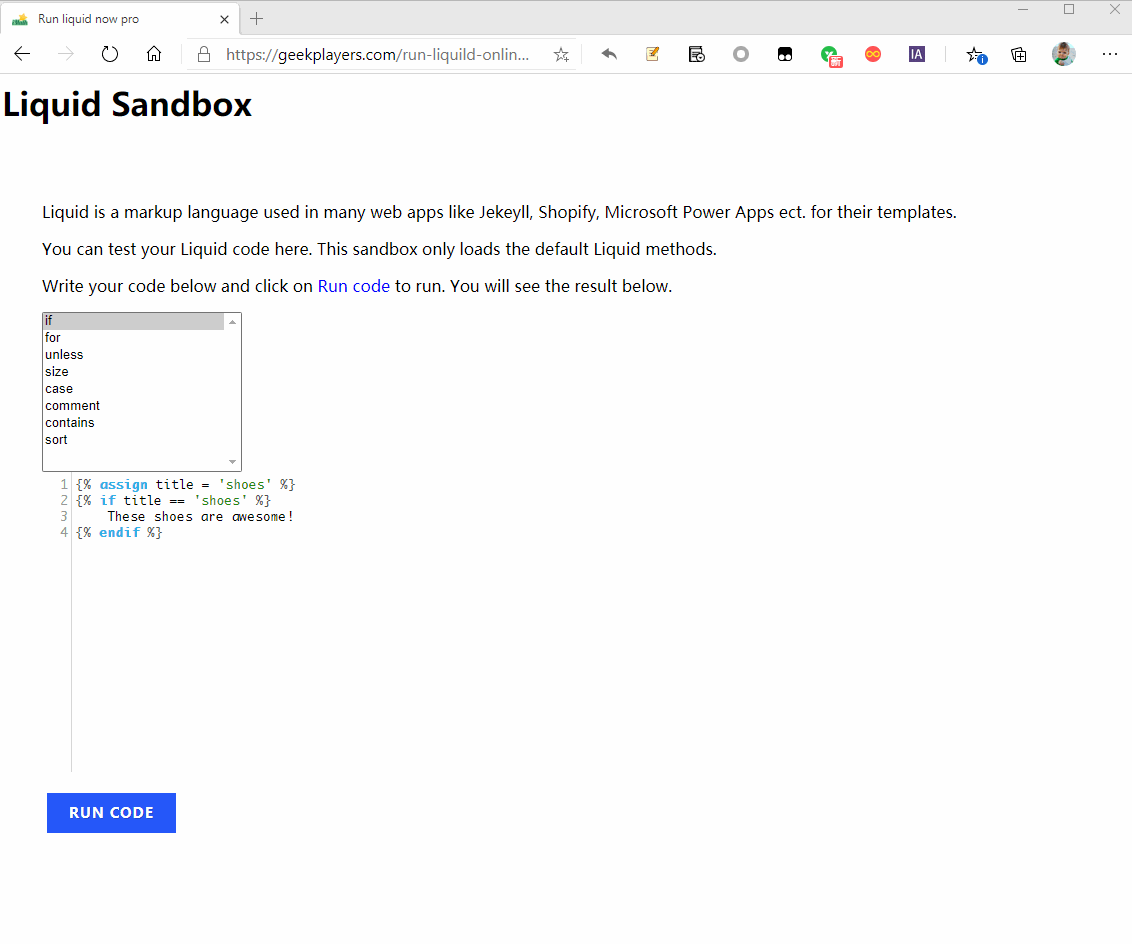 Run liquid now pro
https://geekplayers.com/run-liquild-onlin...
新
IA
i
Liquid Sandbox
Liquid is a markup language used in many web apps like Jekeyll, Shopify, Microsoft Power Apps ect. for their templates.
You can test your Liquid code here. This sandbox only loads the default Liquid methods.
Write your code below and click on Run code to run. You will see the result below.
if
for
unless
size
case
comment
contains
sort
1 {% assign title = 'shoes' %}
2 {% if title == 'shoes' %}
3     These shoes are awesome!
4 {% endif %}
RUN CODE